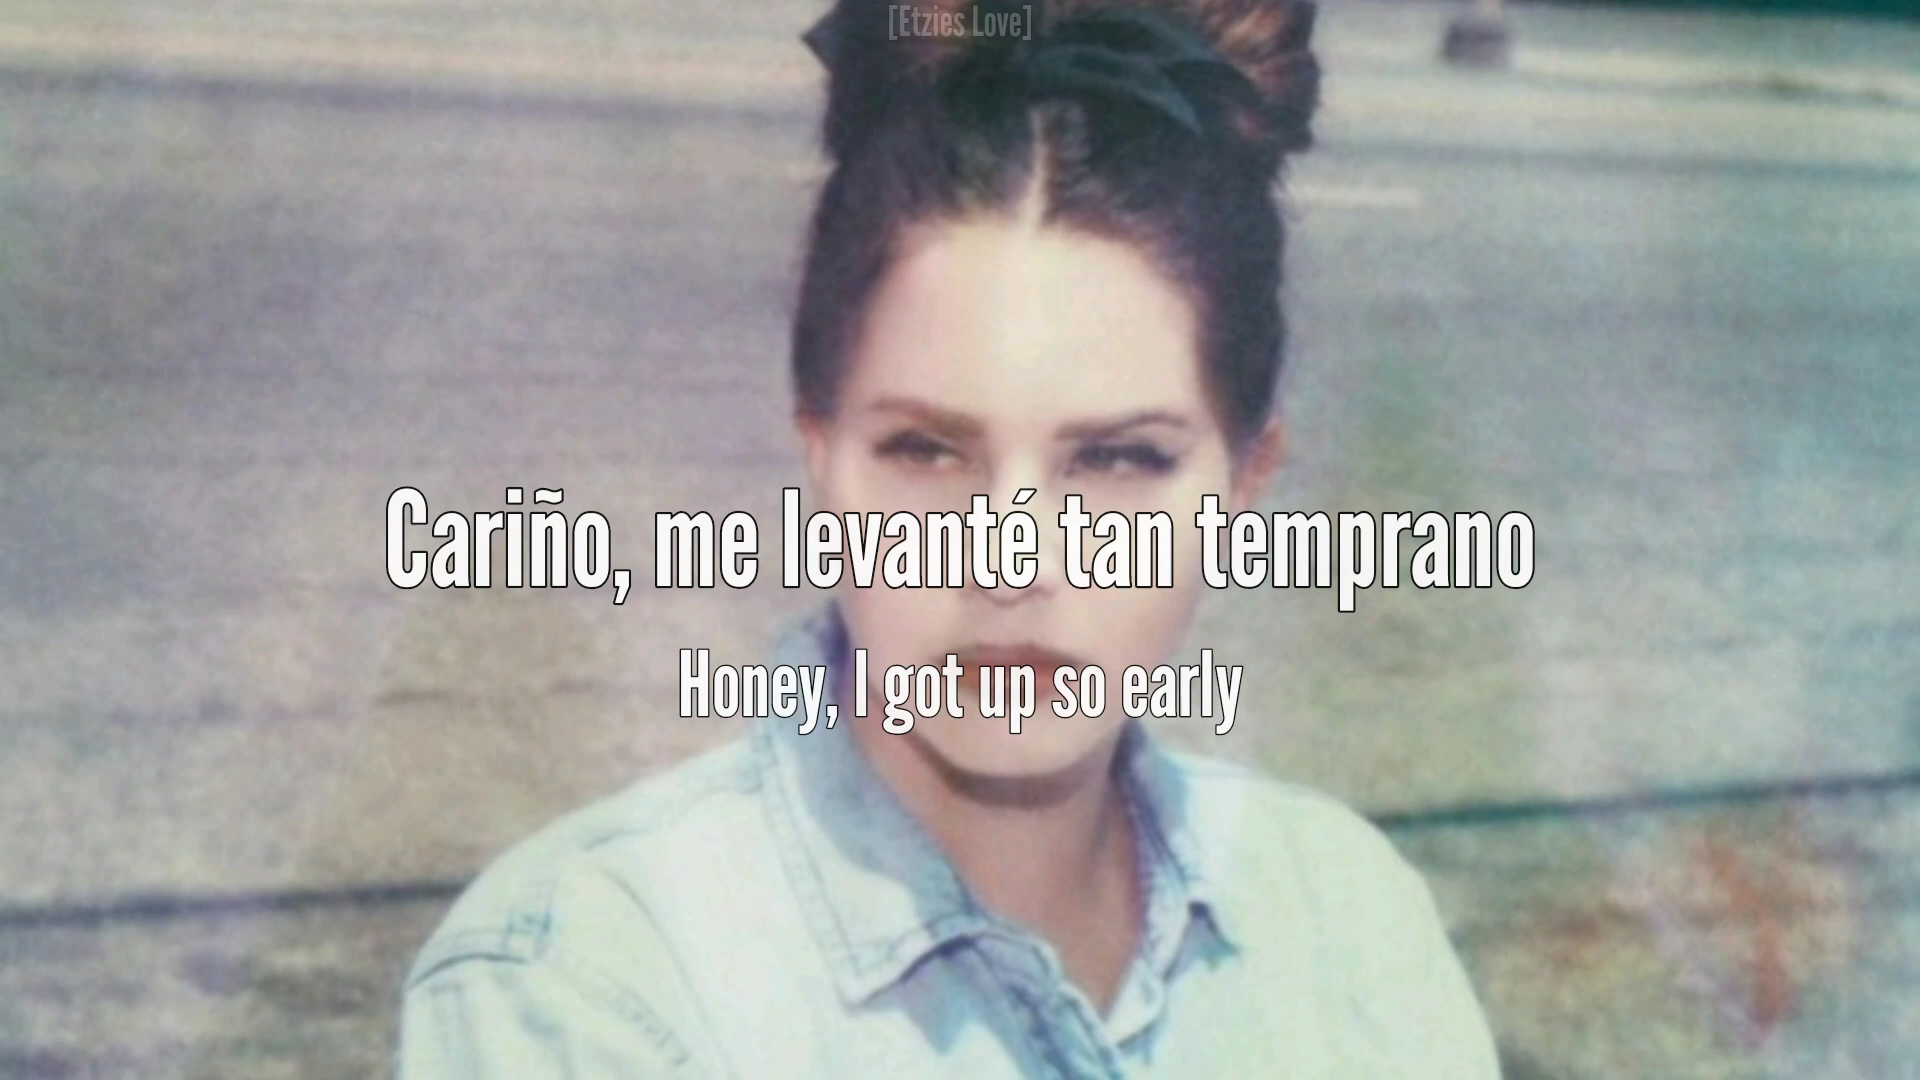 [Etzies Love]
Cariño, me levanté tan temprano
Honey, I got up so early